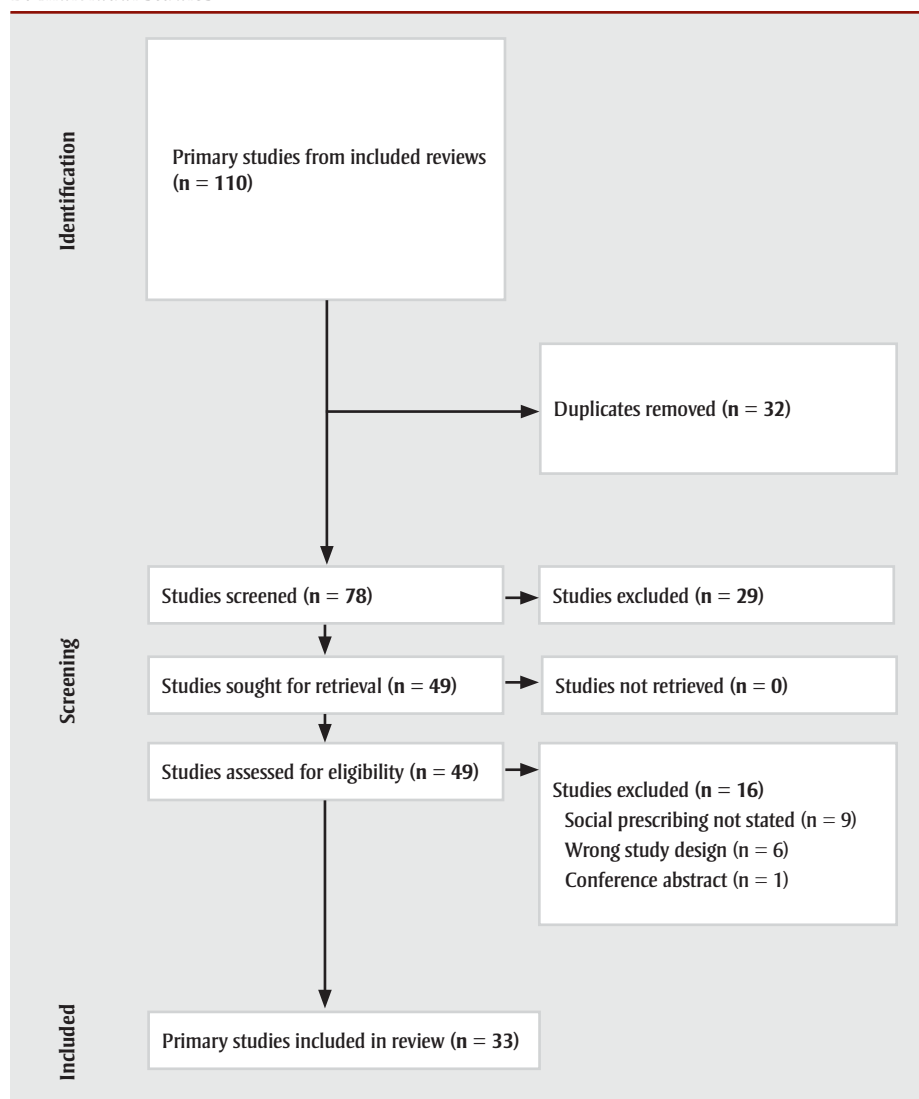 Identification
Primary studies from included reviews
(n = 110)
Duplicates removed (n = 32)
Screening
Studies screened (n = 78)
Studies excluded (n = 29)
Studies sought for retrieval (n = 49)
Studies not retrieved (n = 0)
Studies assessed for eligibility (n = 49)
Studies excluded (n = 16)
Social prescribing not stated (n = 9)
Wrong study design (n = 6)
Conference abstract (n = 1)
Included
Primary studies included in review (n = 33)